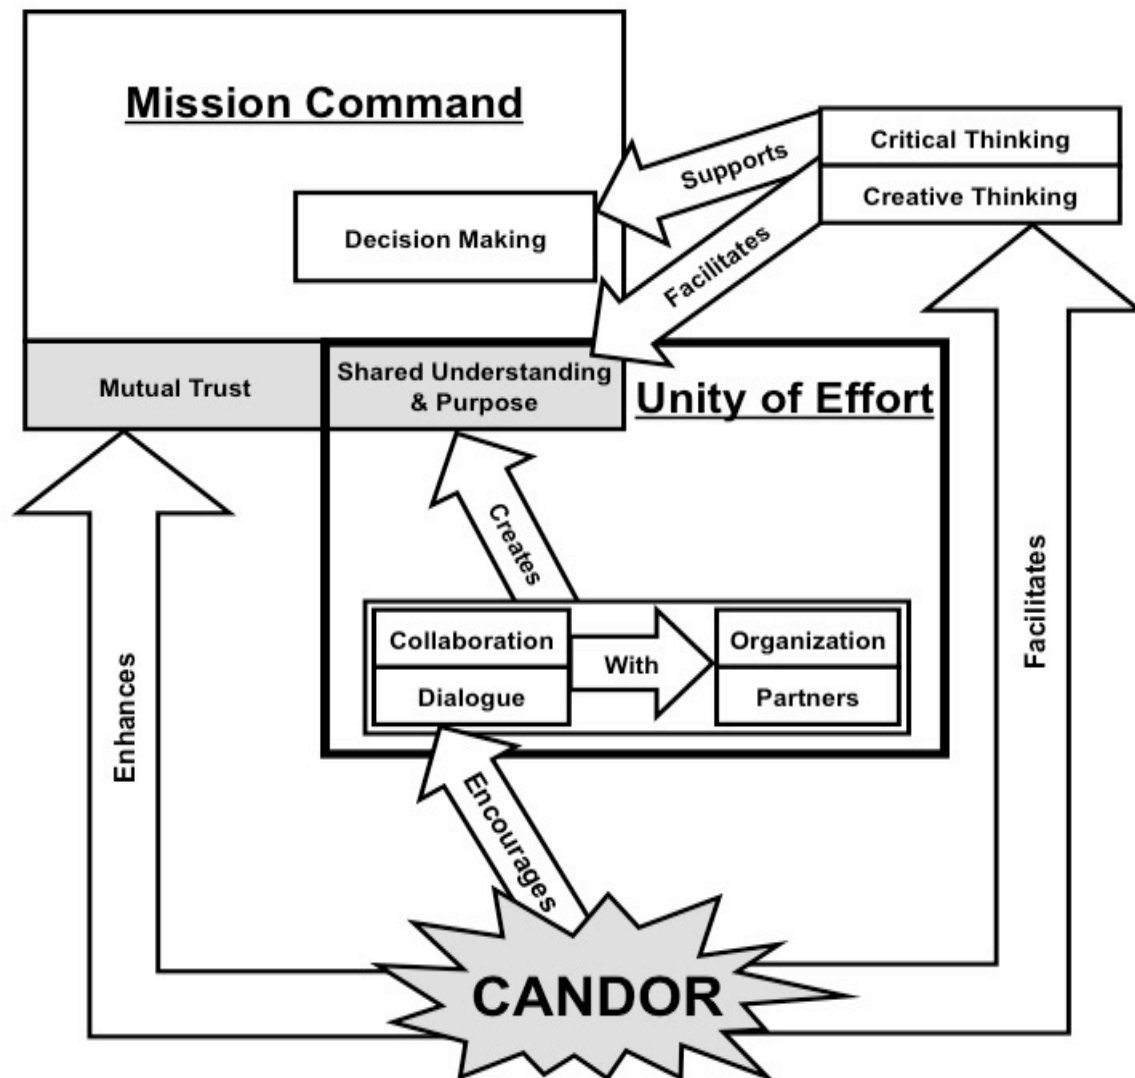 Mission Command
Critical Thinking
Supports
Creative Thinking
Decision Making
Facilitates
Mutual Trust
Shared Understanding
& Purpose
Unity of Effort
Creates
Facilitates
Collaboration
With
Organization
Dialogue
Partners
Enhances
Encourages
CANDOR